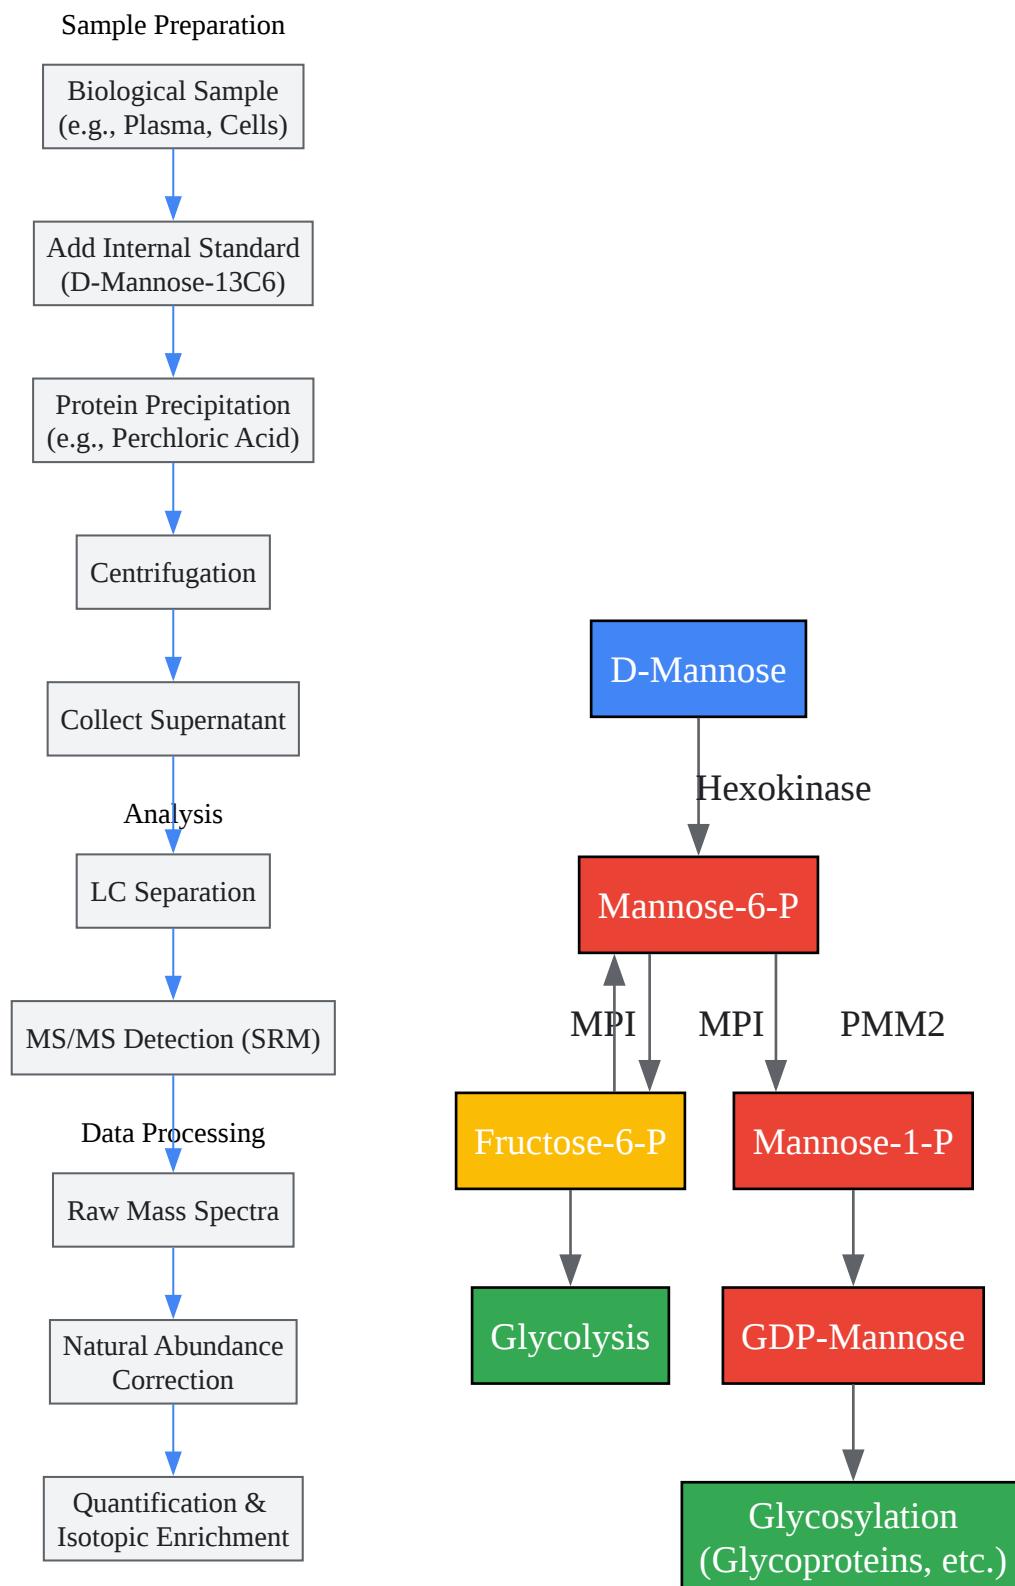 Sample Preparation
Biological Sample
(e.g., Plasma, Cells)
Add Internal Standard
(D-Mannose-13C6)
Protein Precipitation
(e.g., Perchloric Acid)
Centrifugation
Collect Supernatant
Analysis
LC Separation
MS/MS Detection (SRM)
Data Processing
Raw Mass Spectra
Natural Abundance
Correction
Quantification &
Isotopic Enrichment
D-Mannose
Hexokinase
Mannose-6-P
MPI
MPI
PMM2
Fructose-6-P
Mannose-1-P
Glycolysis
GDP-Mannose
Glycosylation
(Glycoproteins, etc.)